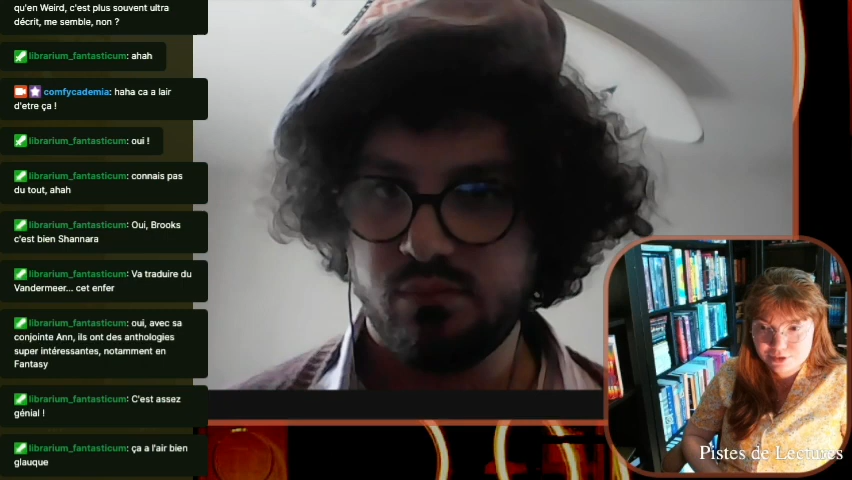 qu'en Weird, c'est plus souvent ultra
décrit, me semble, non ?
librarium_fantasticum: ahah
comfycademia: haha ca a lair
d'etre ça !
librarium_fantasticum: oui !
librarium_fantasticum: connais pas
du tout, ahah
librarium_fantasticum: Oui, Brooks
c'est bien Shannara
librarium_fantasticum: Va traduire du
Vandermeer... cet enfer
librarium_fantasticum: oui, avec sa
conjointe Ann, ils ont des anthologies
super intéressantes, notamment en
Fantasy
librarium_fantasticum: C'est assez
génial !
librarium_fantasticum: ça a l'air bien
glauque
Pistes de Lectures